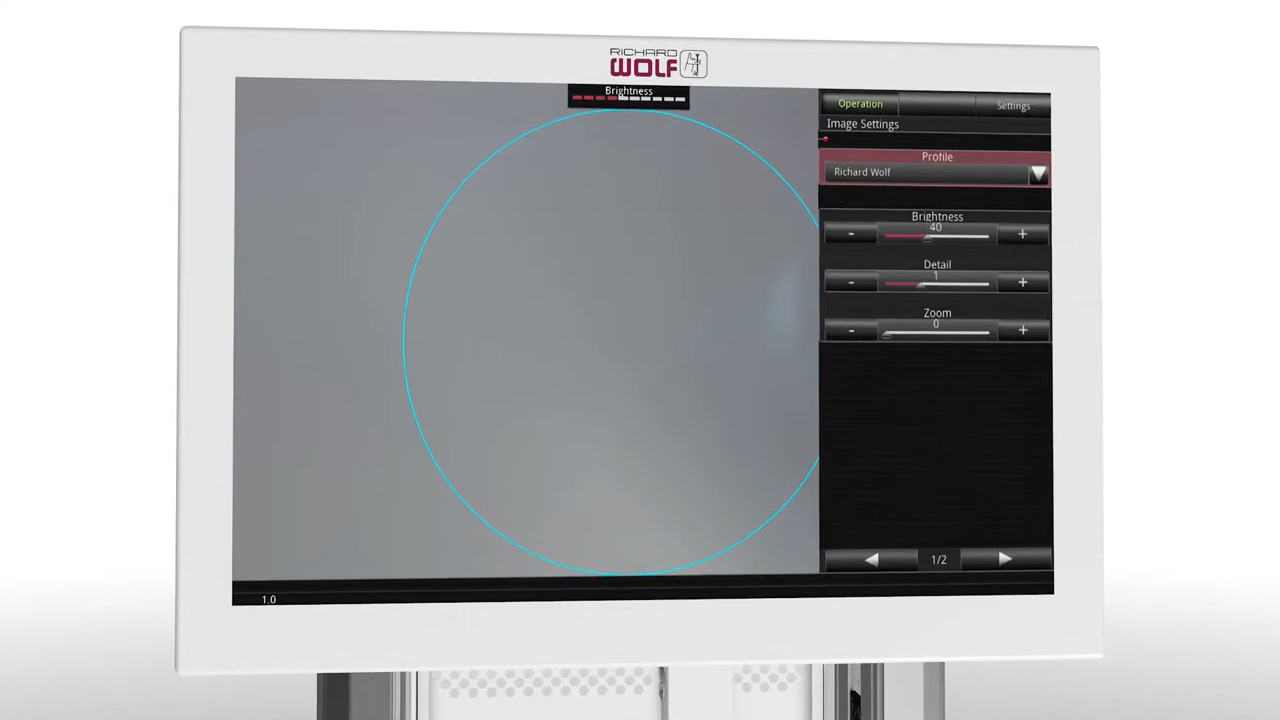 RICHARD
WOLF
Brightness
Operation
Settings
Image Settings
Profile
Richard Wolf
Brightness
40
-
+
Detail
1
-
+
Zoom
0
-
+
1/2
1.0